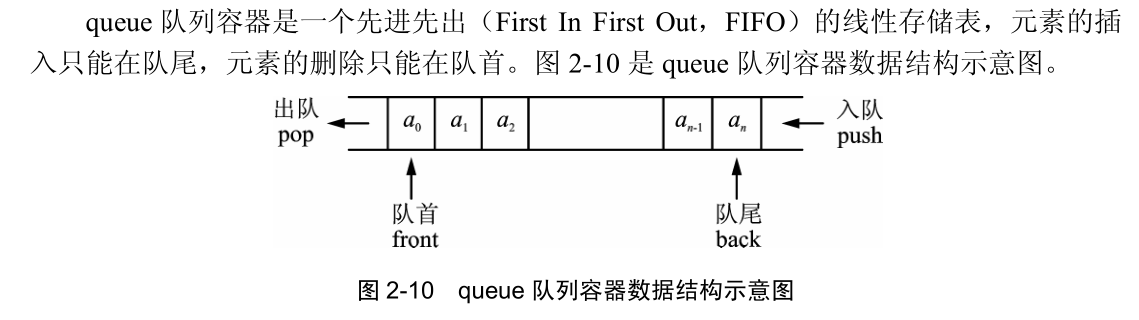 queue 队列容器是一个先进先出（First In First Out，FIFO）的线性存储表，元素的插
入只能在队尾，元素的删除只能在队首。图 2-10 是 queue 队列容器数据结构示意图。
出队 a0 a1 a2 an-1 an 入队
pop push
队首 队尾
front back
图 2-10 queue 队列容器数据结构示意图